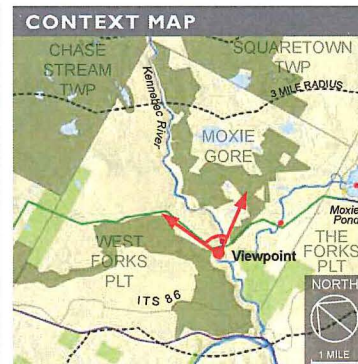 CONTEXT MAP
CHASE
STREAM
TWP
SQUARETOWN
TWP
Kennebec River
3 MILE RADIUS
MOXIE
GORE
Moxie
Pond
WEST
FORKS
PLT
Viewpoint
THE
FORKS
PLT
ITS 86
NORTH
1 MILE